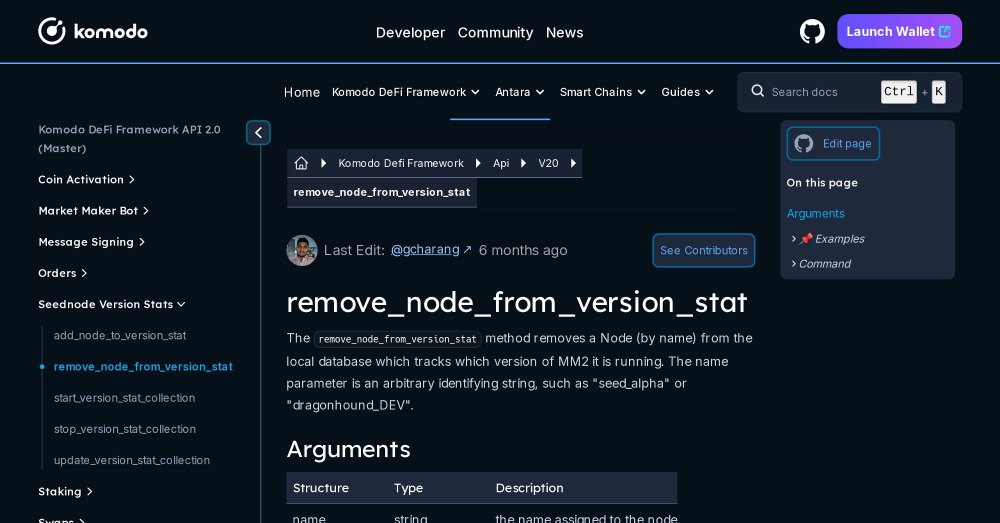 komodo
Developer Community News
Launch Wallet
Home Komodo DeFi Framework Antara Smart Chains Guides
Search docs Ctrl + K
Komodo DeFi Framework API 2.0
(Master)
Coin Activation
Market Maker Bot
Message Signing
Orders
Seednode Version Stats
add_node_to_version_stat
remove_node_from_version_stat
start_version_stat_collection
stop_version_stat_collection
update_version_stat_collection
Staking
Swaps
Komodo Defi Framework Api V20
remove_node_from_version_stat
Last Edit: @gcharang ↗ 6 months ago
See Contributors
remove_node_from_version_stat
The remove_node_from_version_stat method removes a Node (by name) from the
local database which tracks which version of MM2 it is running. The name
parameter is an arbitrary identifying string, such as "seed_alpha" or
"dragonhound_DEV".
Arguments
Structure Type Description
name string the name assigned to the node
Edit page
On this page
Arguments
📌 Examples
Command